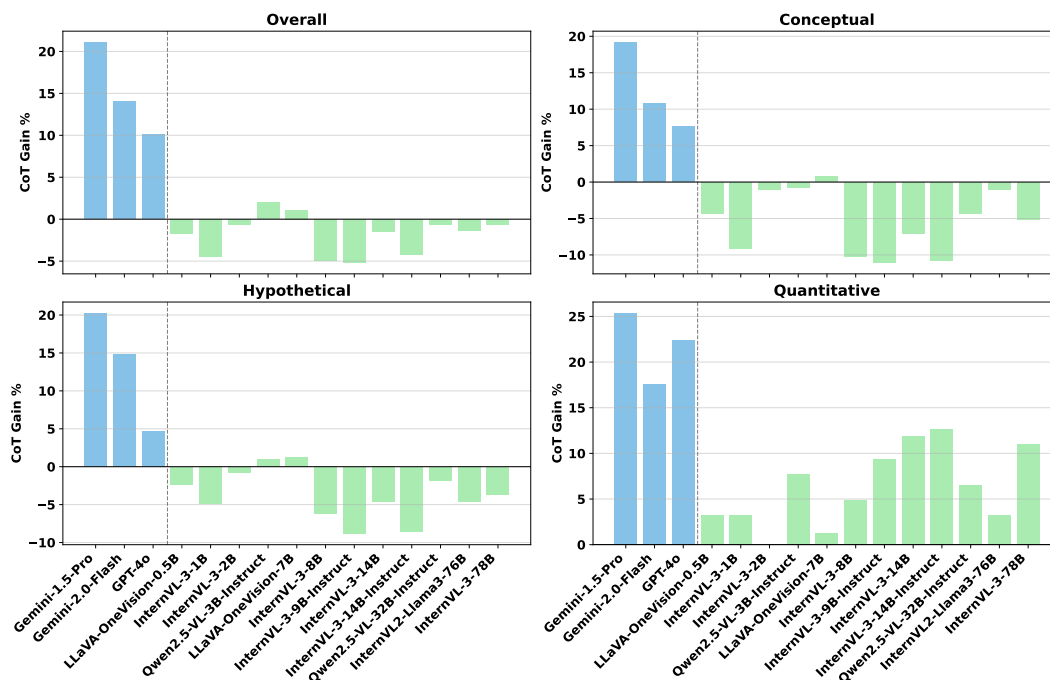 Overall
CoT Gain %
20
15
10
5
0
−5
Conceptual
CoT Gain %
20
15
10
5
0
−5
−10
Hypothetical
CoT Gain %
20
15
10
5
0
−5
−10
Gemini-1.5-Pro
Gemini-2.0-Flash
GPT-4o
LLaVA-OneVision-0.5B
InternVL-3-1B
InternVL-3-2B
Qwen2.5-VL-3B-Instruct
LLaVA-OneVision-7B
InternVL-3-8B
InternVL-3-9B-Instruct
InternVL-3-14B
InternVL-3-14B-Instruct
Qwen2.5-VL-32B-Instruct
InternVL2-Llama3-76B
InternVL-3-78B
Quantitative
CoT Gain %
25
20
15
10
5
0
Gemini-1.5-Pro
Gemini-2.0-Flash
GPT-4o
LLaVA-OneVision-0.5B
InternVL-3-1B
InternVL-3-2B
Qwen2.5-VL-3B-Instruct
LLaVA-OneVision-7B
InternVL-3-8B
InternVL-3-9B-Instruct
InternVL-3-14B
InternVL-3-14B-Instruct
Qwen2.5-VL-32B-Instruct
InternVL2-Llama3-76B
InternVL-3-78B